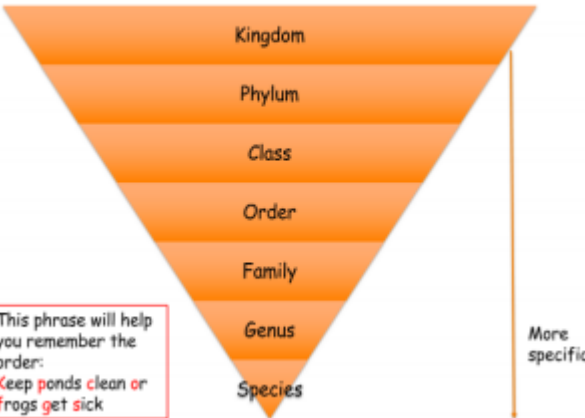 Kingdom
Phylum
Class
Order
Family
Genus
Species
This phrase will help
you remember the
order:
Keep ponds clean or
frogs get sick
More
specific